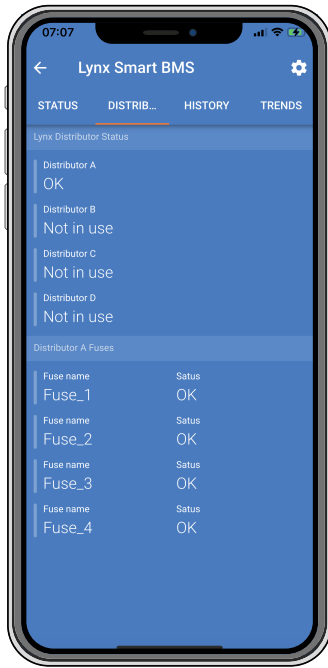 07:07
Lynx Smart BMS
STATUS DISTRIB... HISTORY TRENDS
Lynx Distributor Status
Distributor A
OK
Distributor B
Not in use
Distributor C
Not in use
Distributor D
Not in use
Distributor A Fuses
Fuse name Satus
Fuse_1 OK
Fuse name Satus
Fuse_2 OK
Fuse name Satus
Fuse_3 OK
Fuse name Satus
Fuse_4 OK